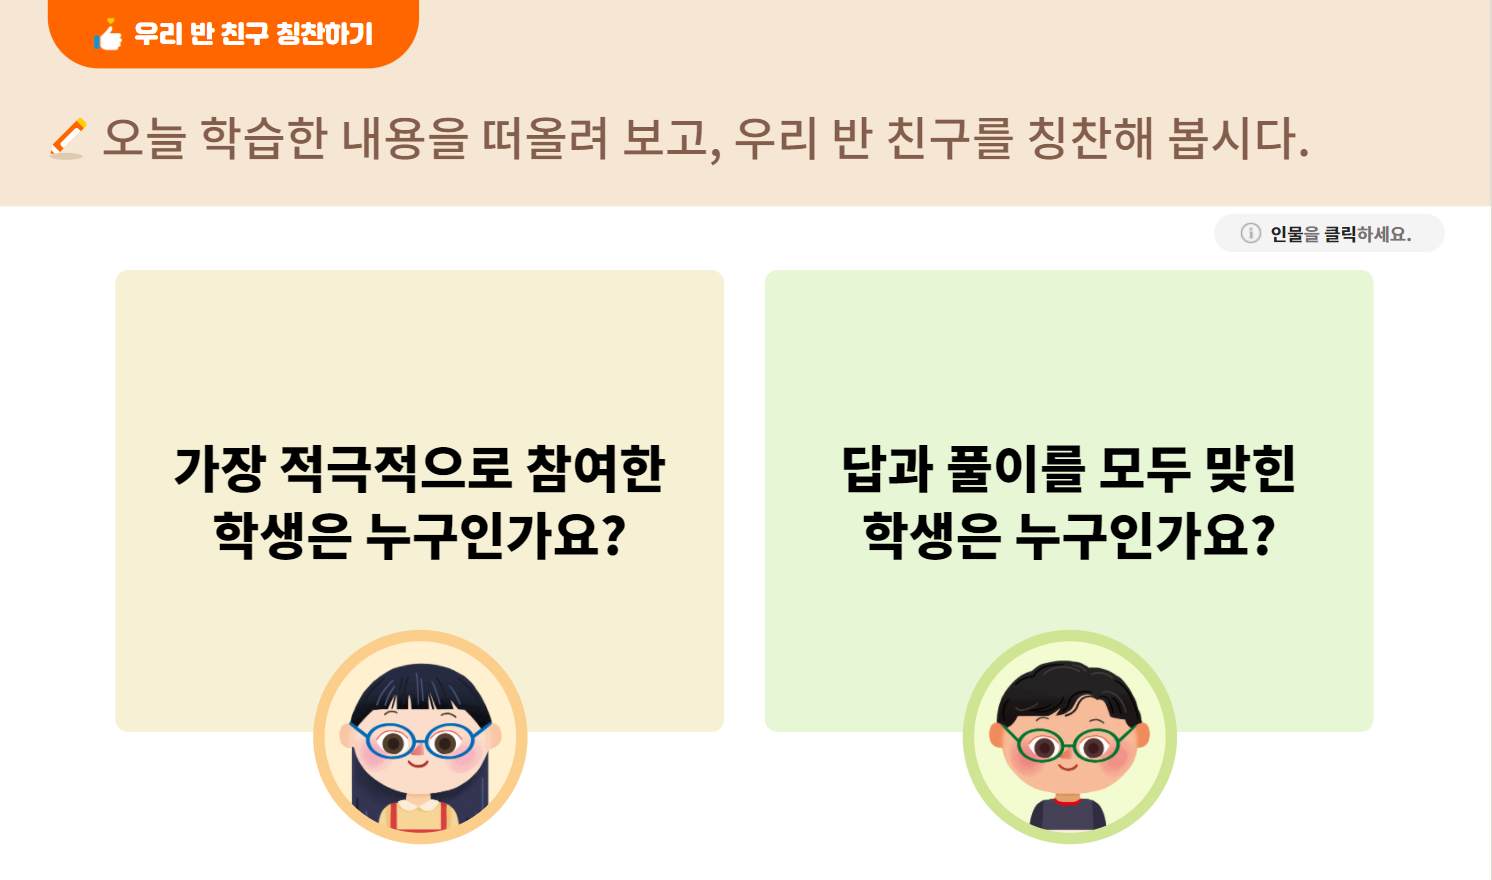 우리 반 친구 칭찬하기
오늘 학습한 내용을 떠올려 보고, 우리 반 친구를 칭찬해 봅시다.
인물을 클릭하세요.
가장 적극적으로 참여한
학생은 누구인가요?
답과 풀이를 모두 맞힌
학생은 누구인가요?